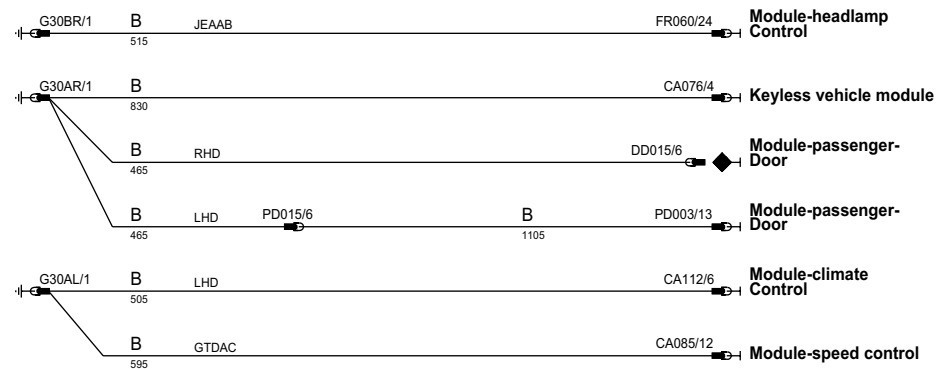 G30BR/1 B JEAAB FR060/24 Module-headlamp
515 Control
G30AR/1 B CA076/4 Keyless vehicle module
830
B RHD DD015/6 Module-passenger-
465 Door
B LHD PD015/6 B PD003/13 Module-passenger-
465 1105 Door
G30AL/1 B LHD CA112/6 Module-climate
505 Control
B GTDAC CA085/12 Module-speed control
595